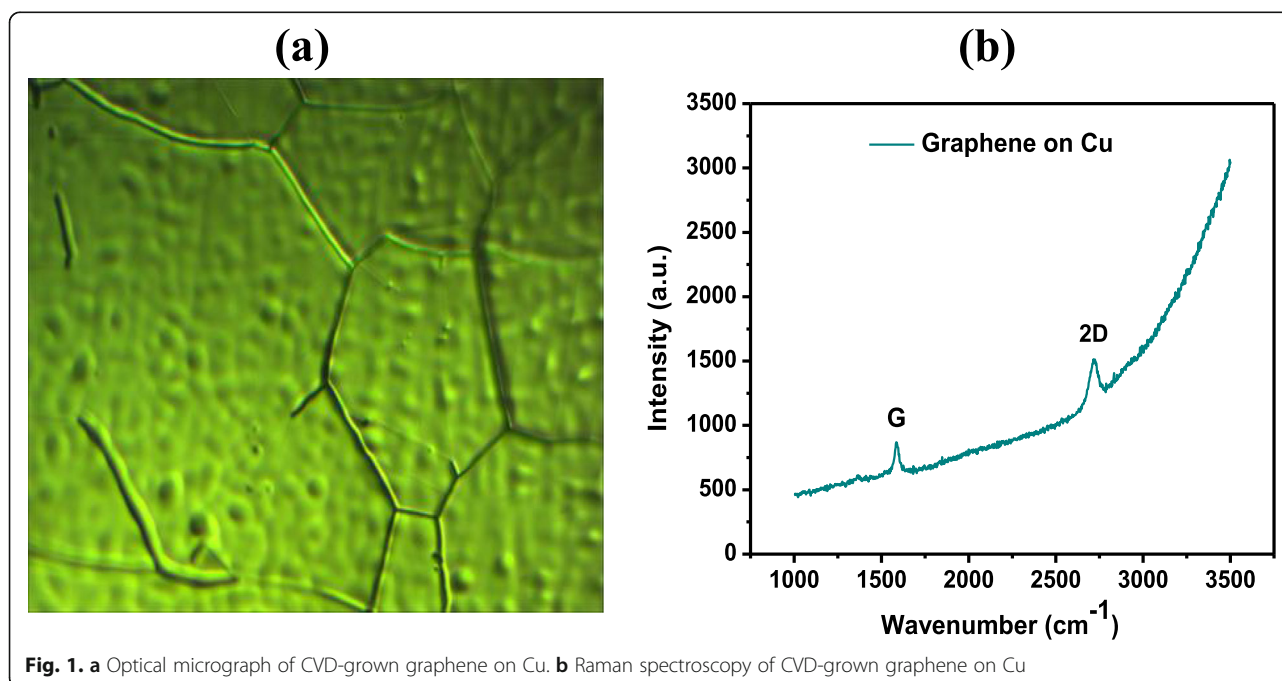 (a)
(b)
3500
3000
2500
2000
1500
1000
500
0
Intensity (a.u.)
Graphene on Cu
G
2D
1000 1500 2000 2500 3000 3500
Wavenumber (cm⁻¹)
Fig. 1. a Optical micrograph of CVD-grown graphene on Cu. b Raman spectroscopy of CVD-grown graphene on Cu